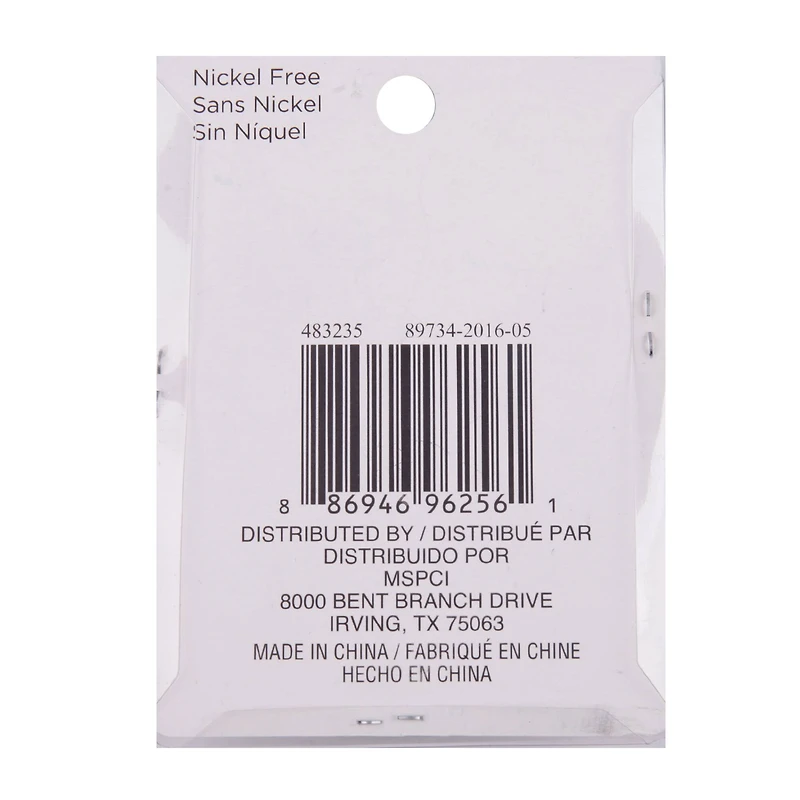 Nickel Free
Sans Nickel
Sin Níquel
483235 89734-2016-05
8 86946 96256 1
DISTRIBUTED BY / DISTRIBUÉ PAR
DISTRIBUIDO POR
MSPCI
8000 BENT BRANCH DRIVE
IRVING, TX 75063
MADE IN CHINA / FABRIQUÉ EN CHINE
HECHO EN CHINA